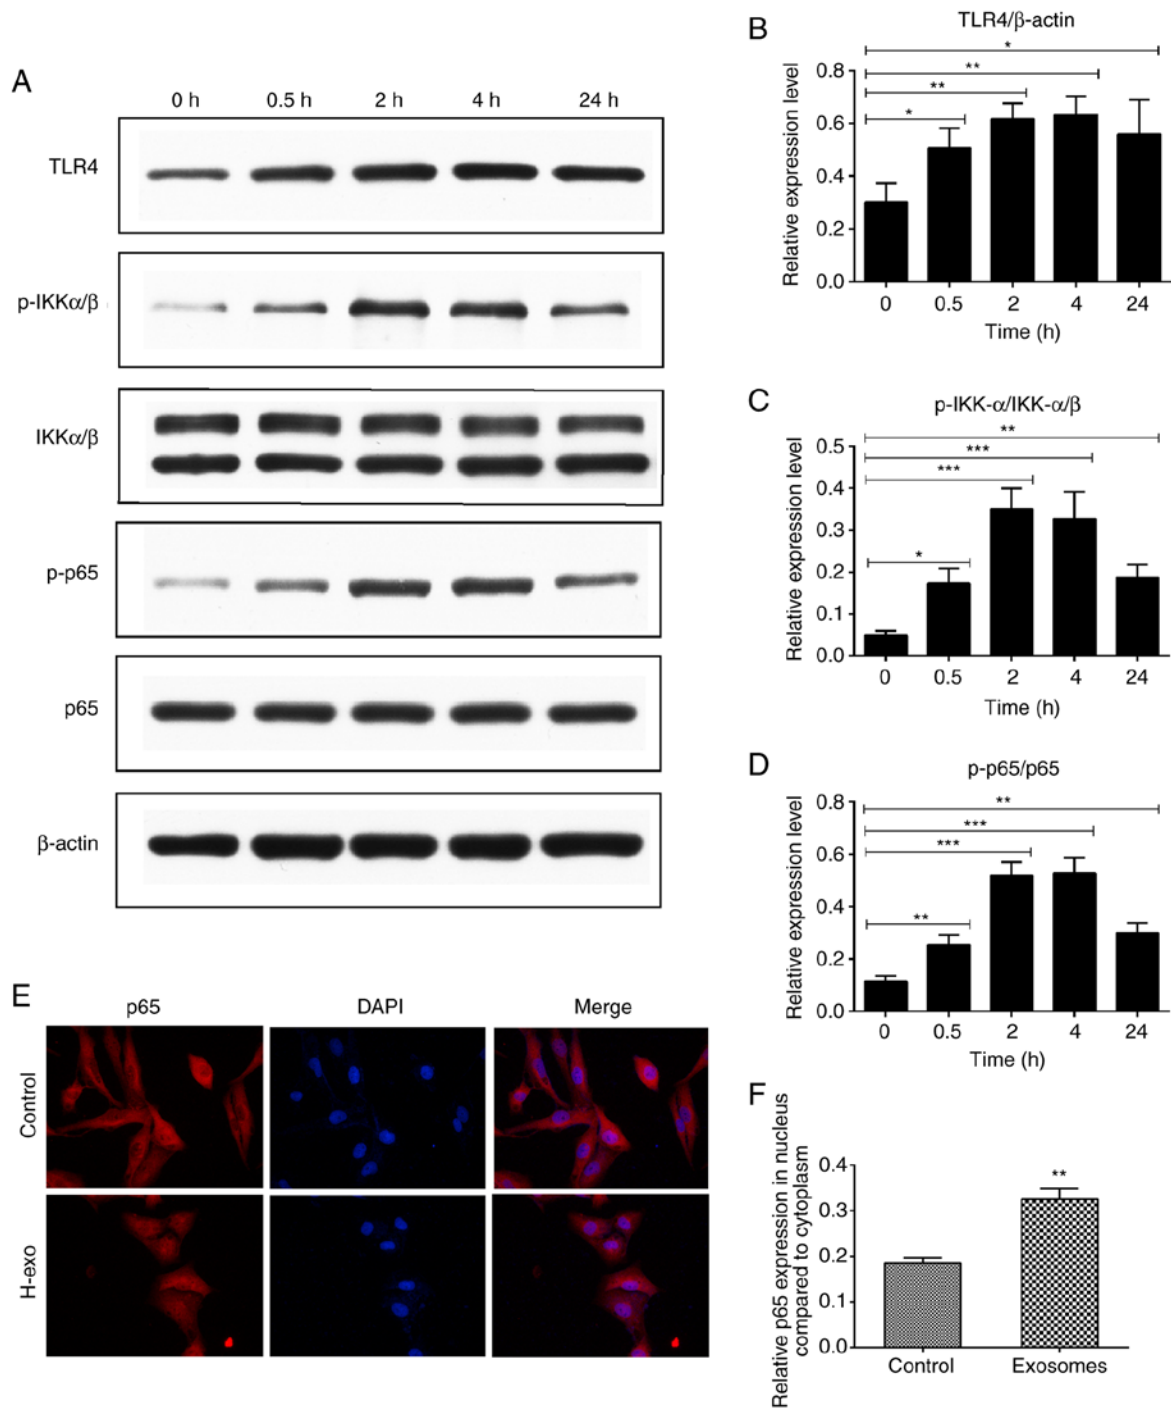 A
0 h 0.5 h 2 h 4 h 24 h
TLR4
p-IKKα/β
IKKα/β
p-p65
p65
β-actin
B
TLR4/β-actin
*
**
**
*
Relative expression level
0.8
0.6
0.4
0.2
0.0
0 0.5 2 4 24
Time (h)
C
p-IKK-α/IKK-α/β
**
***
***
*
Relative expression level
0.5
0.4
0.3
0.2
0.1
0.0
0 0.5 2 4 24
Time (h)
D
p-p65/p65
**
***
***
**
Relative expression level
0.8
0.6
0.4
0.2
0.0
0 0.5 2 4 24
Time (h)
E
p65 DAPI Merge
Control
H-exo
F
Relative p65 expression in nucleus
compared to cytoplasm
0.4
0.3
0.2
0.1
0.0
**
Control Exosomes